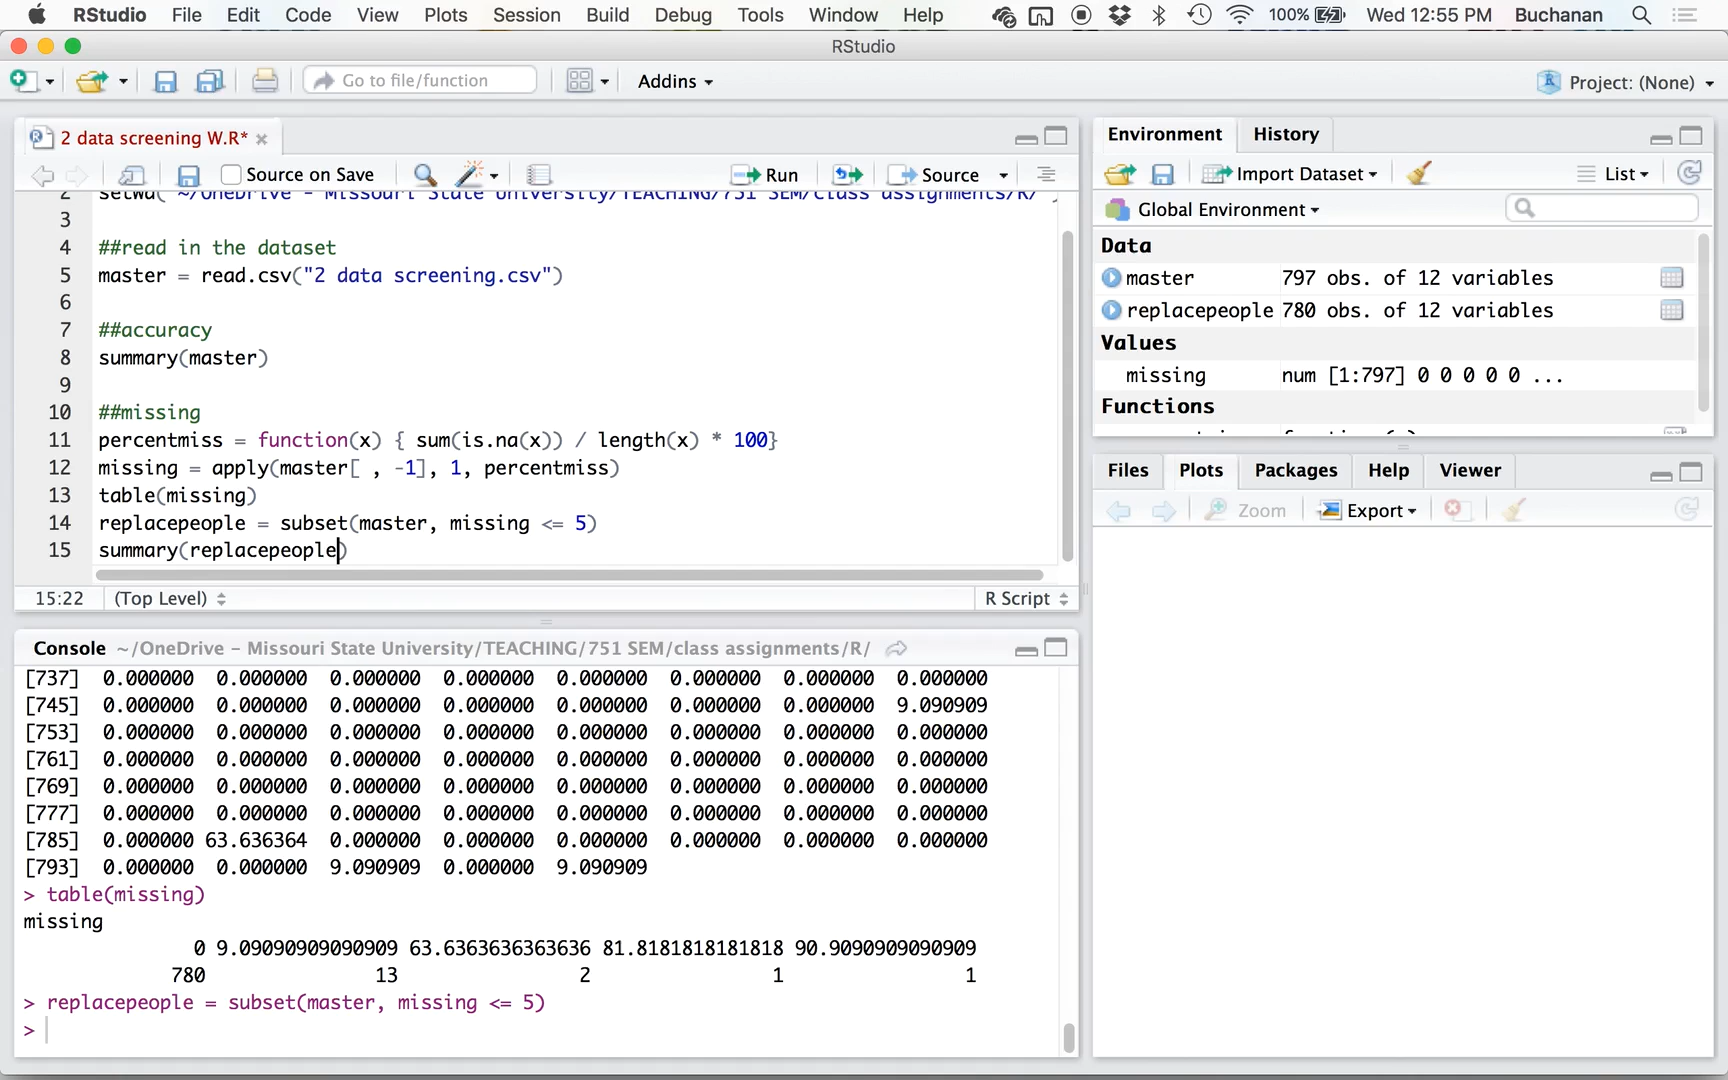 RStudio File Edit Code View Plots Session Build Debug Tools Window Help 100% Wed 12:55 PM Buchanan
RStudio
Go to file/function Addins Project: (None)
2 data screening W.R*
Source on Save Run Source
2 setwd("~/OneDrive - Missouri State University/TEACHING/751 SEM/class assignments/R/
3
4 ##read in the dataset
5 master = read.csv("2 data screening.csv")
6
7 ##accuracy
8 summary(master)
9
10 ##missing
11 percentmiss = function(x) { sum(is.na(x)) / length(x) * 100}
12 missing = apply(master[ , -1], 1, percentmiss)
13 table(missing)
14 replacepeople = subset(master, missing <= 5)
15 summary(replacepeople)
15:22 (Top Level) R Script
Console ~/OneDrive - Missouri State University/TEACHING/751 SEM/class assignments/R/
[737] 0.000000 0.000000 0.000000 0.000000 0.000000 0.000000 0.000000 0.000000
[745] 0.000000 0.000000 0.000000 0.000000 0.000000 0.000000 0.000000 9.090909
[753] 0.000000 0.000000 0.000000 0.000000 0.000000 0.000000 0.000000 0.000000
[761] 0.000000 0.000000 0.000000 0.000000 0.000000 0.000000 0.000000 0.000000
[769] 0.000000 0.000000 0.000000 0.000000 0.000000 0.000000 0.000000 0.000000
[777] 0.000000 0.000000 0.000000 0.000000 0.000000 0.000000 0.000000 0.000000
[785] 0.000000 63.636364 0.000000 0.000000 0.000000 0.000000 0.000000 0.000000
[793] 0.000000 0.000000 9.090909 0.000000 9.090909
> table(missing)
missing
0 9.09090909090909 63.6363636363636 81.8181818181818 90.9090909090909
780 13 2 1 1
> replacepeople = subset(master, missing <= 5)
>
Environment History
Import Dataset List
Global Environment
Data
master 797 obs. of 12 variables
replacepeople 780 obs. of 12 variables
Values
missing num [1:797] 0 0 0 0 0 ...
Functions
Files Plots Packages Help Viewer
Zoom Export